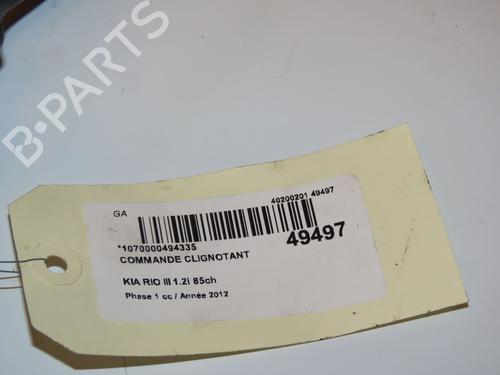 B-PARTS
GA
40200201 49497
*1070000494335
49497
COMMANDE CLIGNOTANT
KIA RIO III 1.2i 85ch
Phase 1 cc / Année 2012